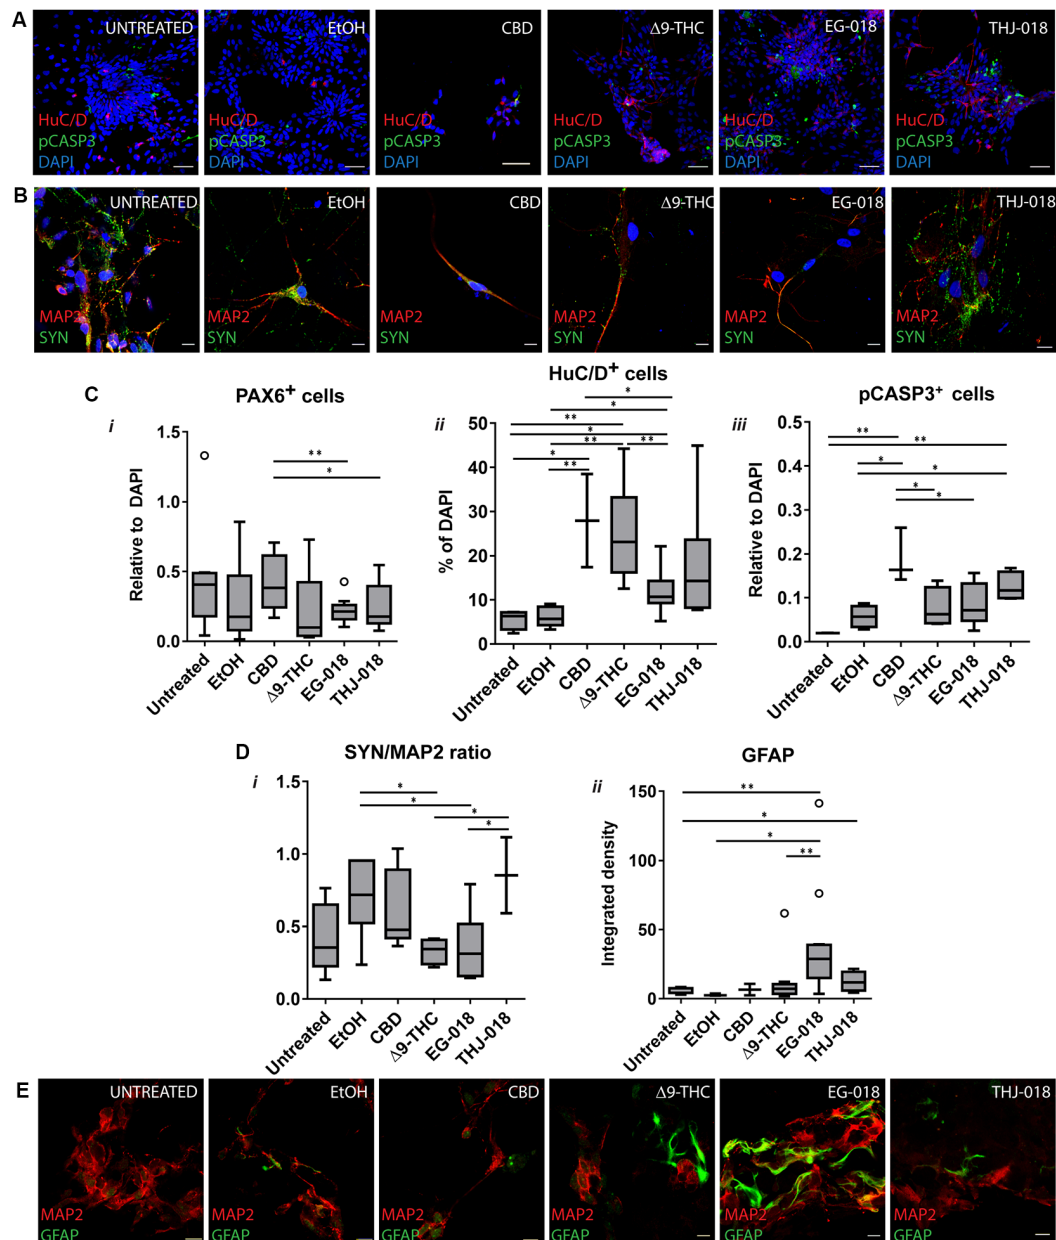 A
UNTREATED
HuC/D
pCASP3
DAPI
EtOH
HuC/D
pCASP3
DAPI
CBD
HuC/D
pCASP3
DAPI
Δ9-THC
HuC/D
pCASP3
DAPI
EG-018
HuC/D
pCASP3
DAPI
THJ-018
HuC/D
pCASP3
DAPI
B
UNTREATED
MAP2
SYN
EtOH
MAP2
SYN
CBD
MAP2
SYN
Δ9-THC
MAP2
SYN
EG-018
MAP2
SYN
THJ-018
MAP2
SYN
C
i
PAX6+ cells
Relative to DAPI
1.5
1.0
0.5
0.0
**
*
Untreated
EtOH
CBD
Δ9-THC
EG-018
THJ-018
ii
HuC/D+ cells
% of DAPI
50
40
30
20
10
0
*
*
**
*
** **
*
**
Untreated
EtOH
CBD
Δ9-THC
EG-018
THJ-018
iii
pCASP3+ cells
Relative to DAPI
0.5
0.4
0.3
0.2
0.1
0.0
**
**
*
*
*
*
Untreated
EtOH
CBD
Δ9-THC
EG-018
THJ-018
D
i
SYN/MAP2 ratio
1.5
1.0
0.5
0.0
*
*
*
*
Untreated
EtOH
CBD
Δ9-THC
EG-018
THJ-018
ii
GFAP
Integrated density
150
100
50
0
**
*
*
**
Untreated
EtOH
CBD
Δ9-THC
EG-018
THJ-018
E
UNTREATED
MAP2
GFAP
EtOH
MAP2
GFAP
CBD
MAP2
GFAP
Δ9-THC
MAP2
GFAP
EG-018
MAP2
GFAP
THJ-018
MAP2
GFAP